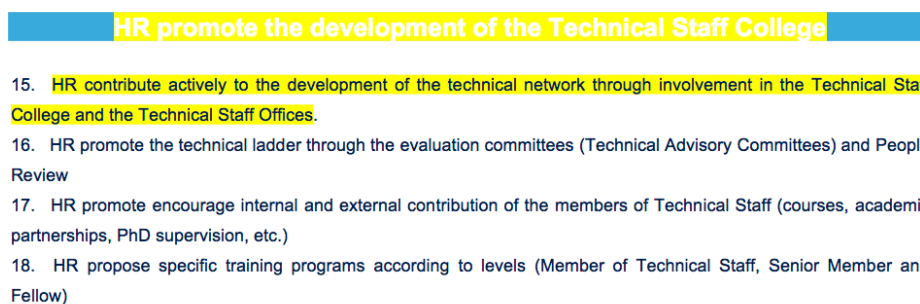 HR promote the development of the Technical Staff College
15. HR contribute actively to the development of the technical network through involvement in the Technical Sta
College and the Technical Staff Offices.
16. HR promote the technical ladder through the evaluation committees (Technical Advisory Committees) and Peopl
Review
17. HR promote encourage internal and external contribution of the members of Technical Staff (courses, academi
partnerships, PhD supervision, etc.)
18. HR propose specific training programs according to levels (Member of Technical Staff, Senior Member an
Fellow)